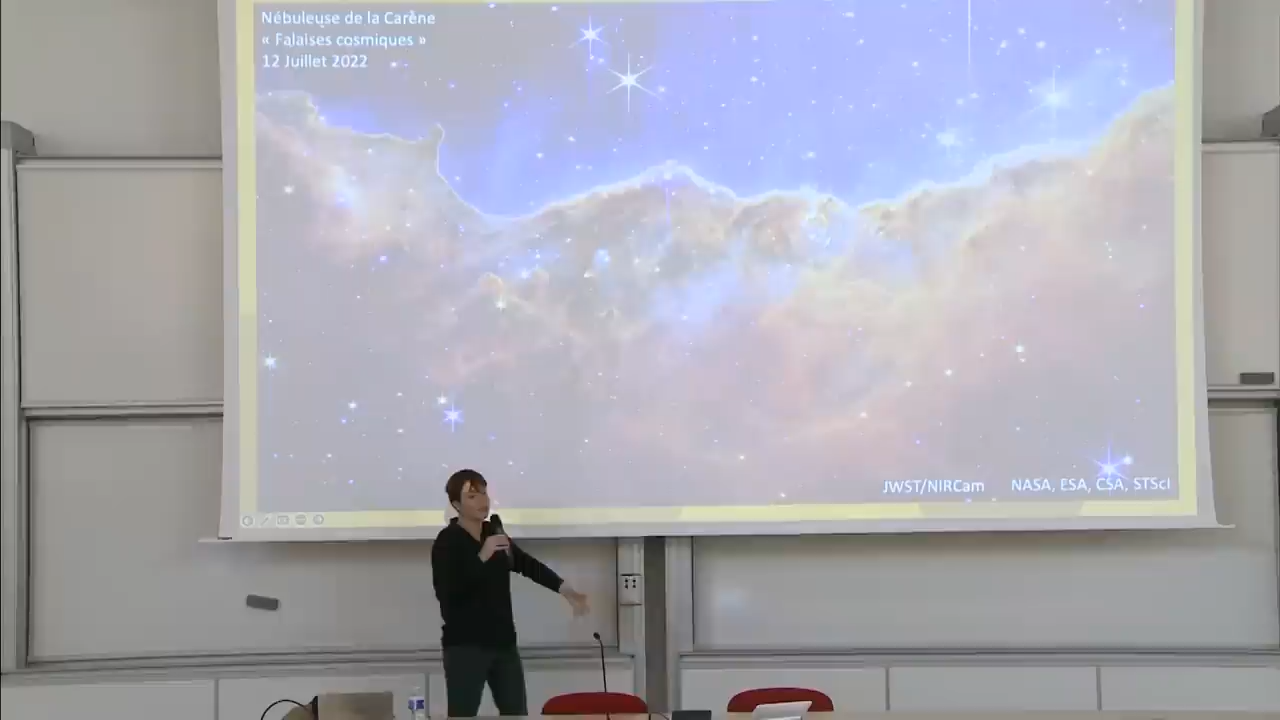 Nébuleuse de la Carène
« Falaises cosmiques »
12 Juillet 2022
JWST/NIRCam NASA, ESA, CSA, STScI